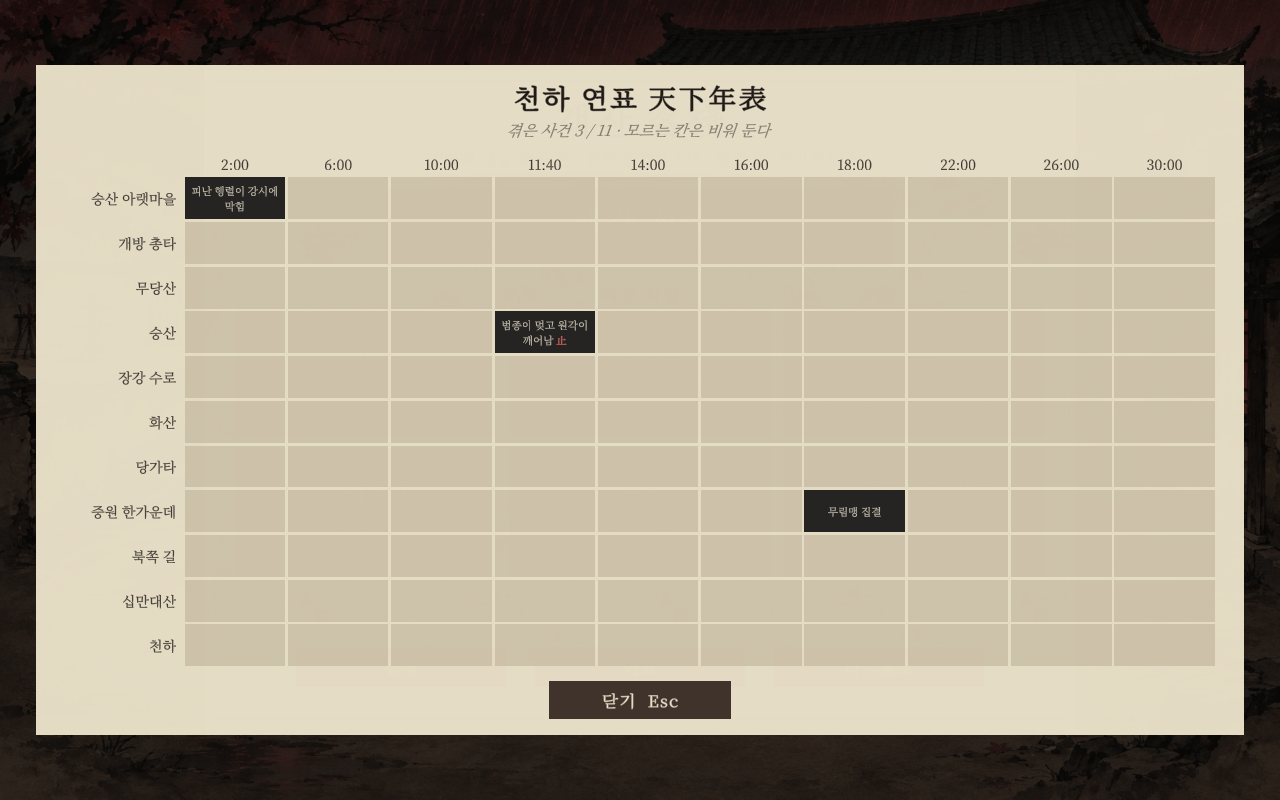 천하 연표 天下年表
겪은 사건 3 / 11 · 모르는 칸은 비워 둔다
2:00 6:00 10:00 11:40 14:00 16:00 18:00 22:00 26:00 30:00
숭산 아랫마을
피난 행렬이 강시에
막힘
개방 총타
무당산
숭산
범종이 멎고 원각이
깨어남 止
장강 수로
화산
당가타
중원 한가운데
무림맹 집결
북쪽 길
십만대산
천하
닫기 Esc